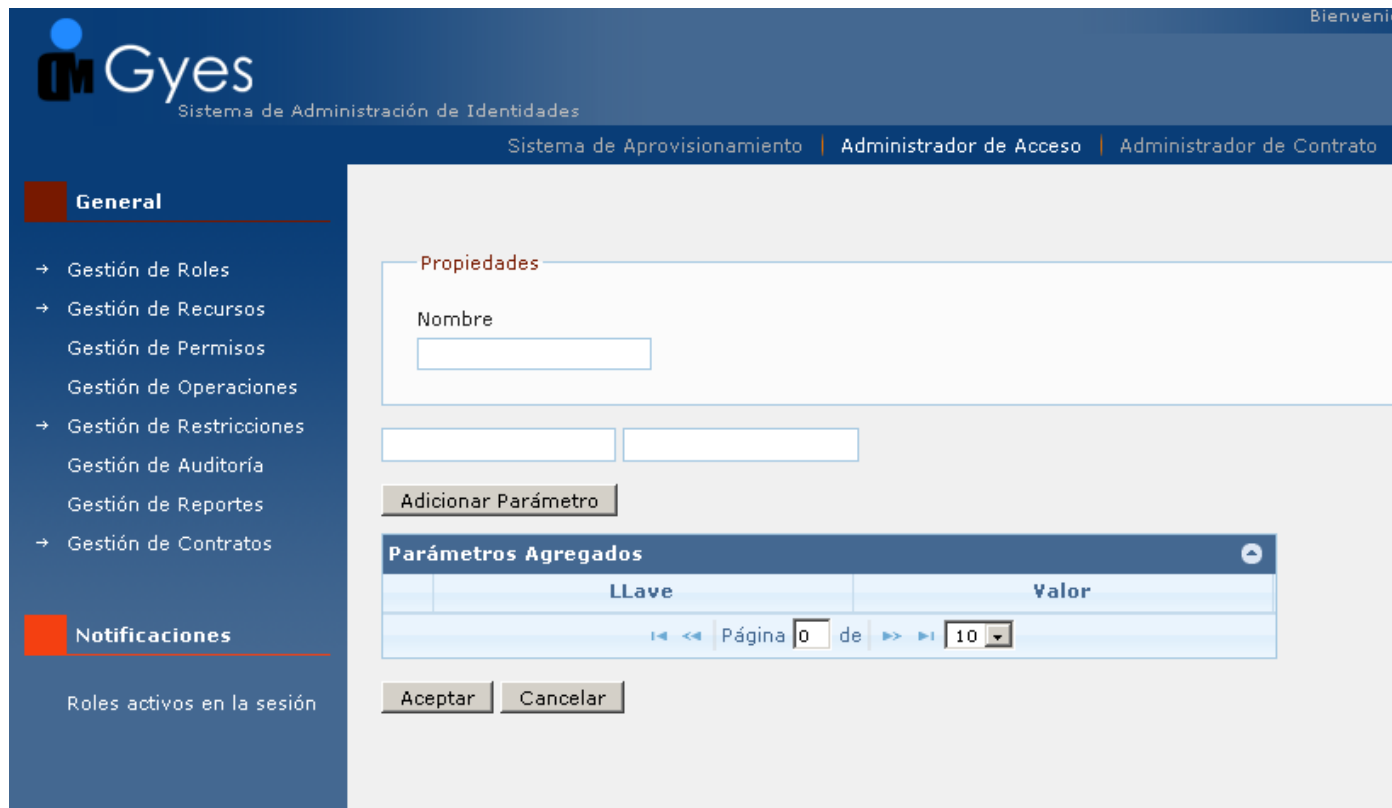 Bienveni
DM Gyes
Sistema de Administración de Identidades
Sistema de Aprovisionamiento | Administrador de Acceso | Administrador de Contrato
General
→ Gestión de Roles
→ Gestión de Recursos
Gestión de Permisos
Gestión de Operaciones
→ Gestión de Restricciones
Gestión de Auditoría
Gestión de Reportes
→ Gestión de Contratos
Notificaciones
Roles activos en la sesión
Propiedades
Nombre
Adicionar Parámetro
Parámetros Agregados
LLave Valor
Página 0 de 10
Aceptar Cancelar